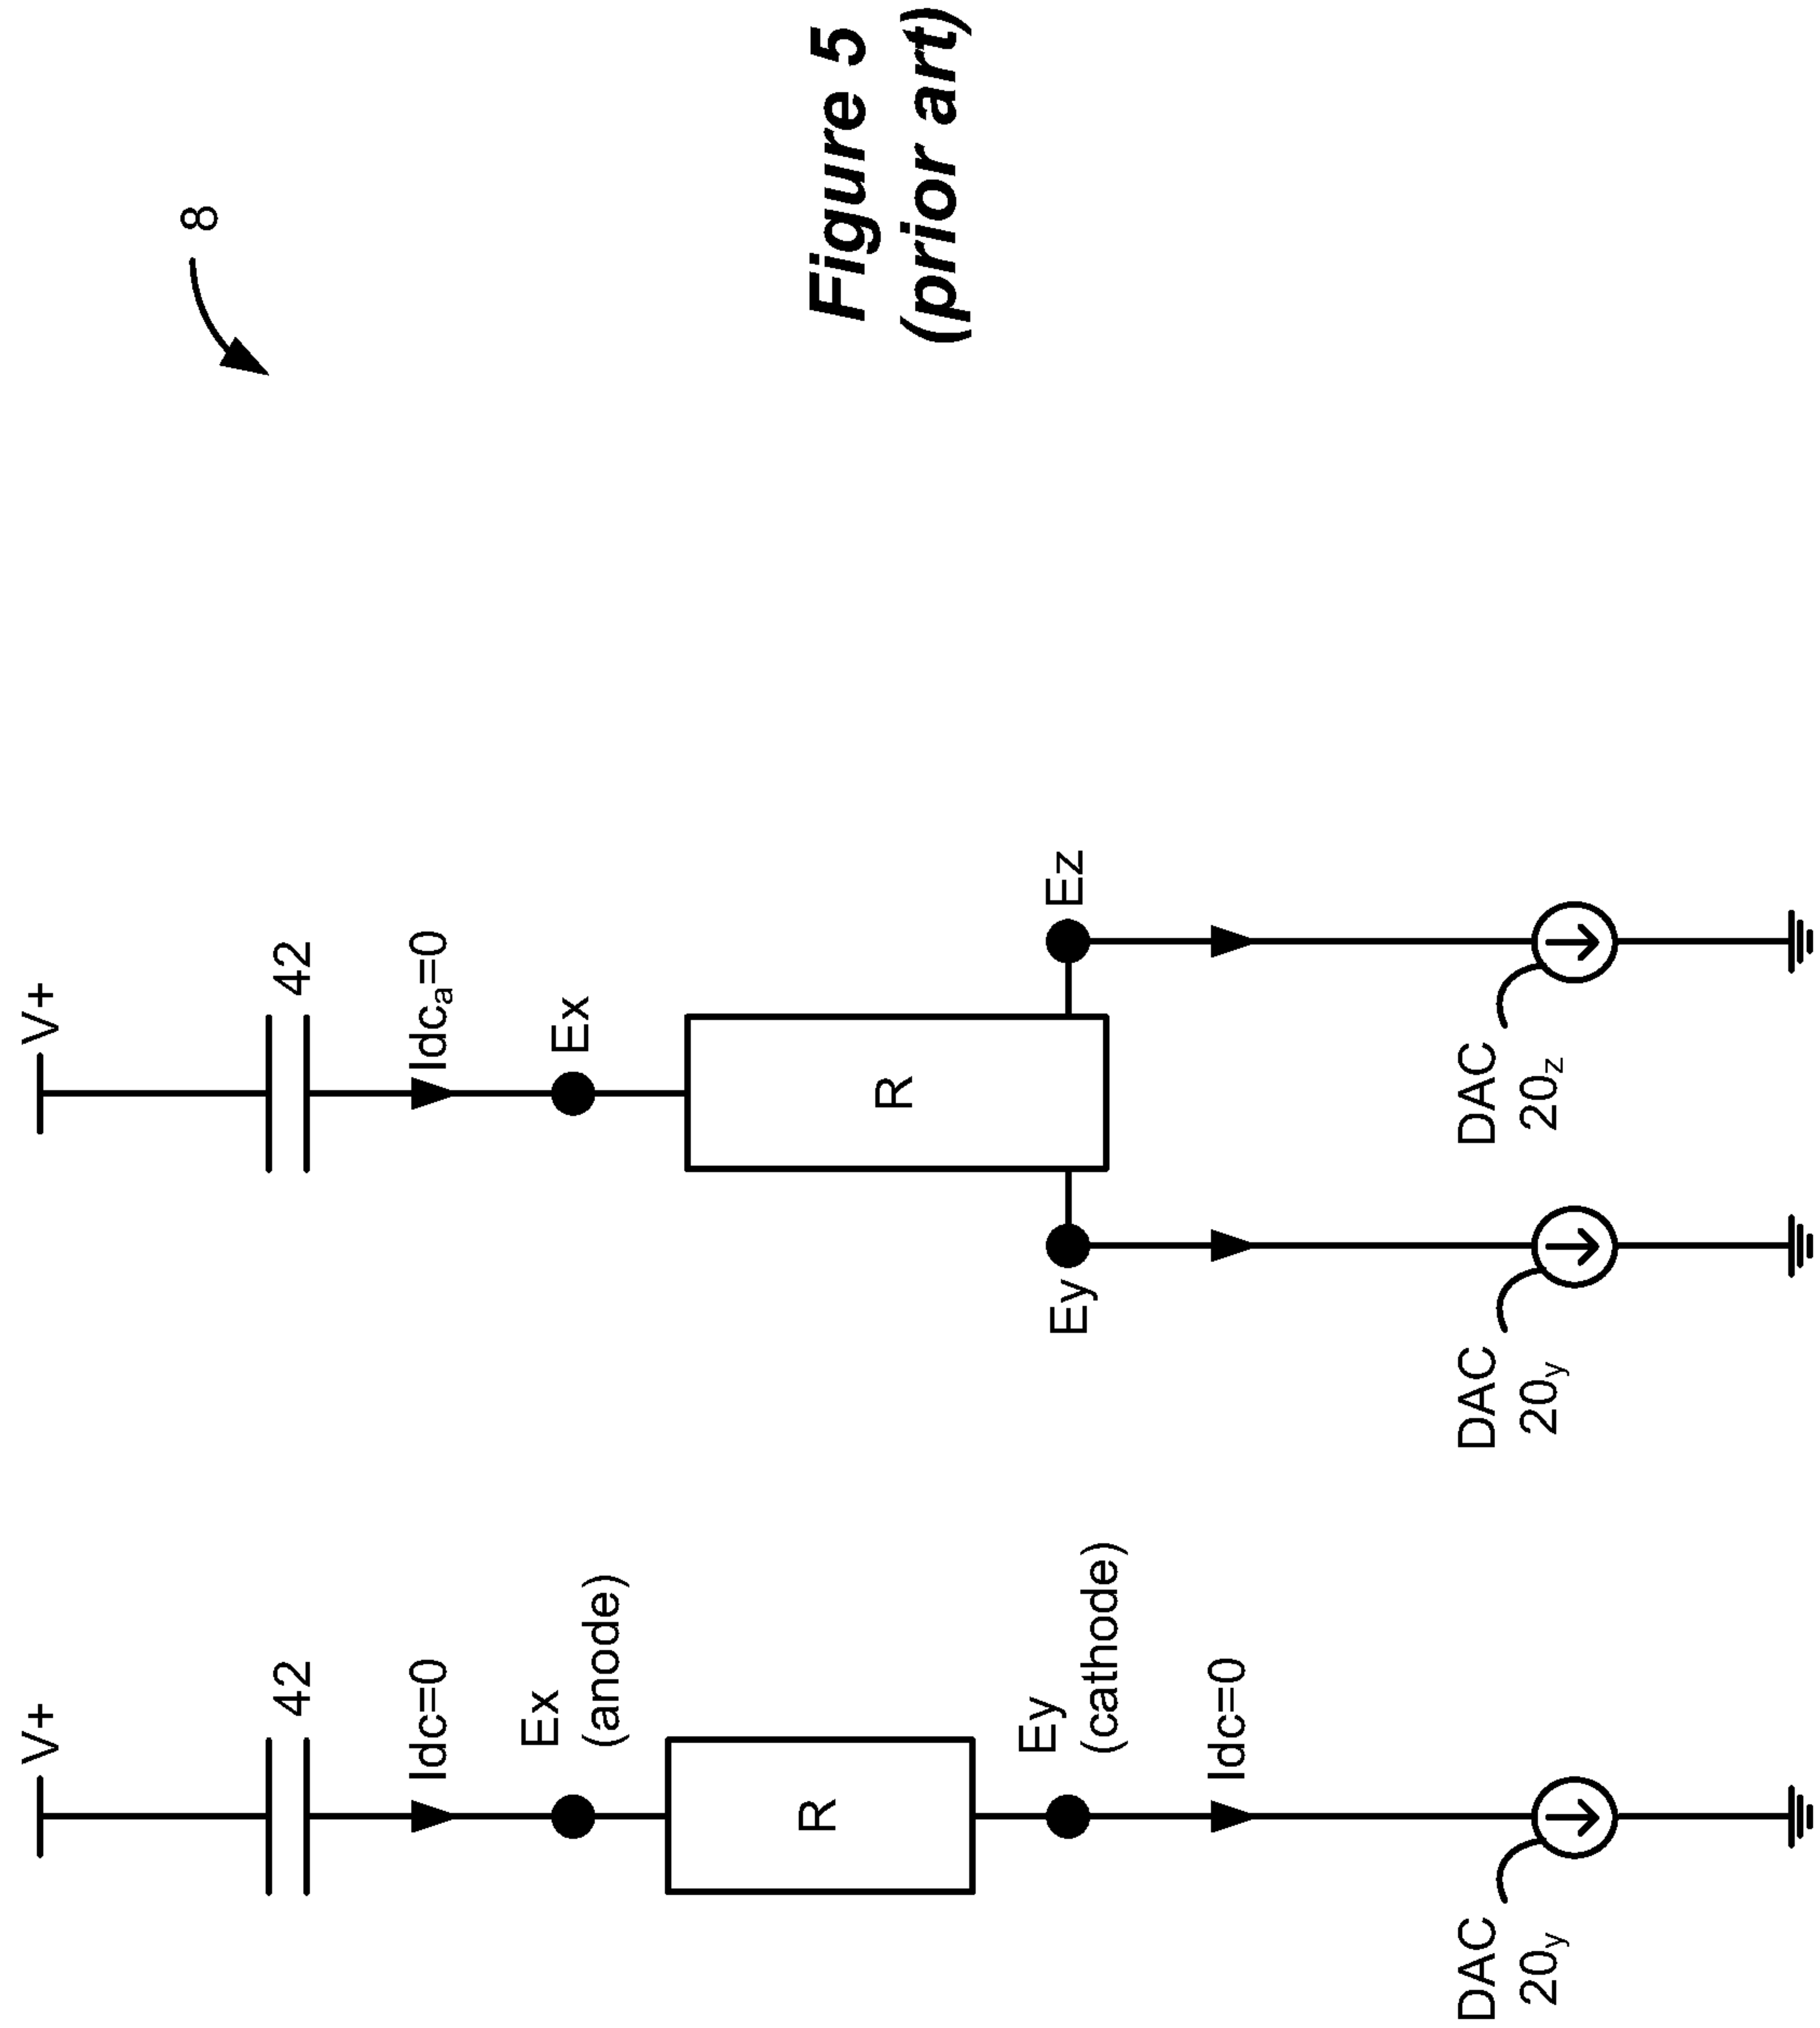 V+
42
Idc=0
Ex
(anode)
R
Ey
(cathode)
Idc=0
DAC
20y
V+
42
Idca=0
Ex
R
Ey
Ez
DAC
20y
DAC
20z
8
Figure 5
(prior art)